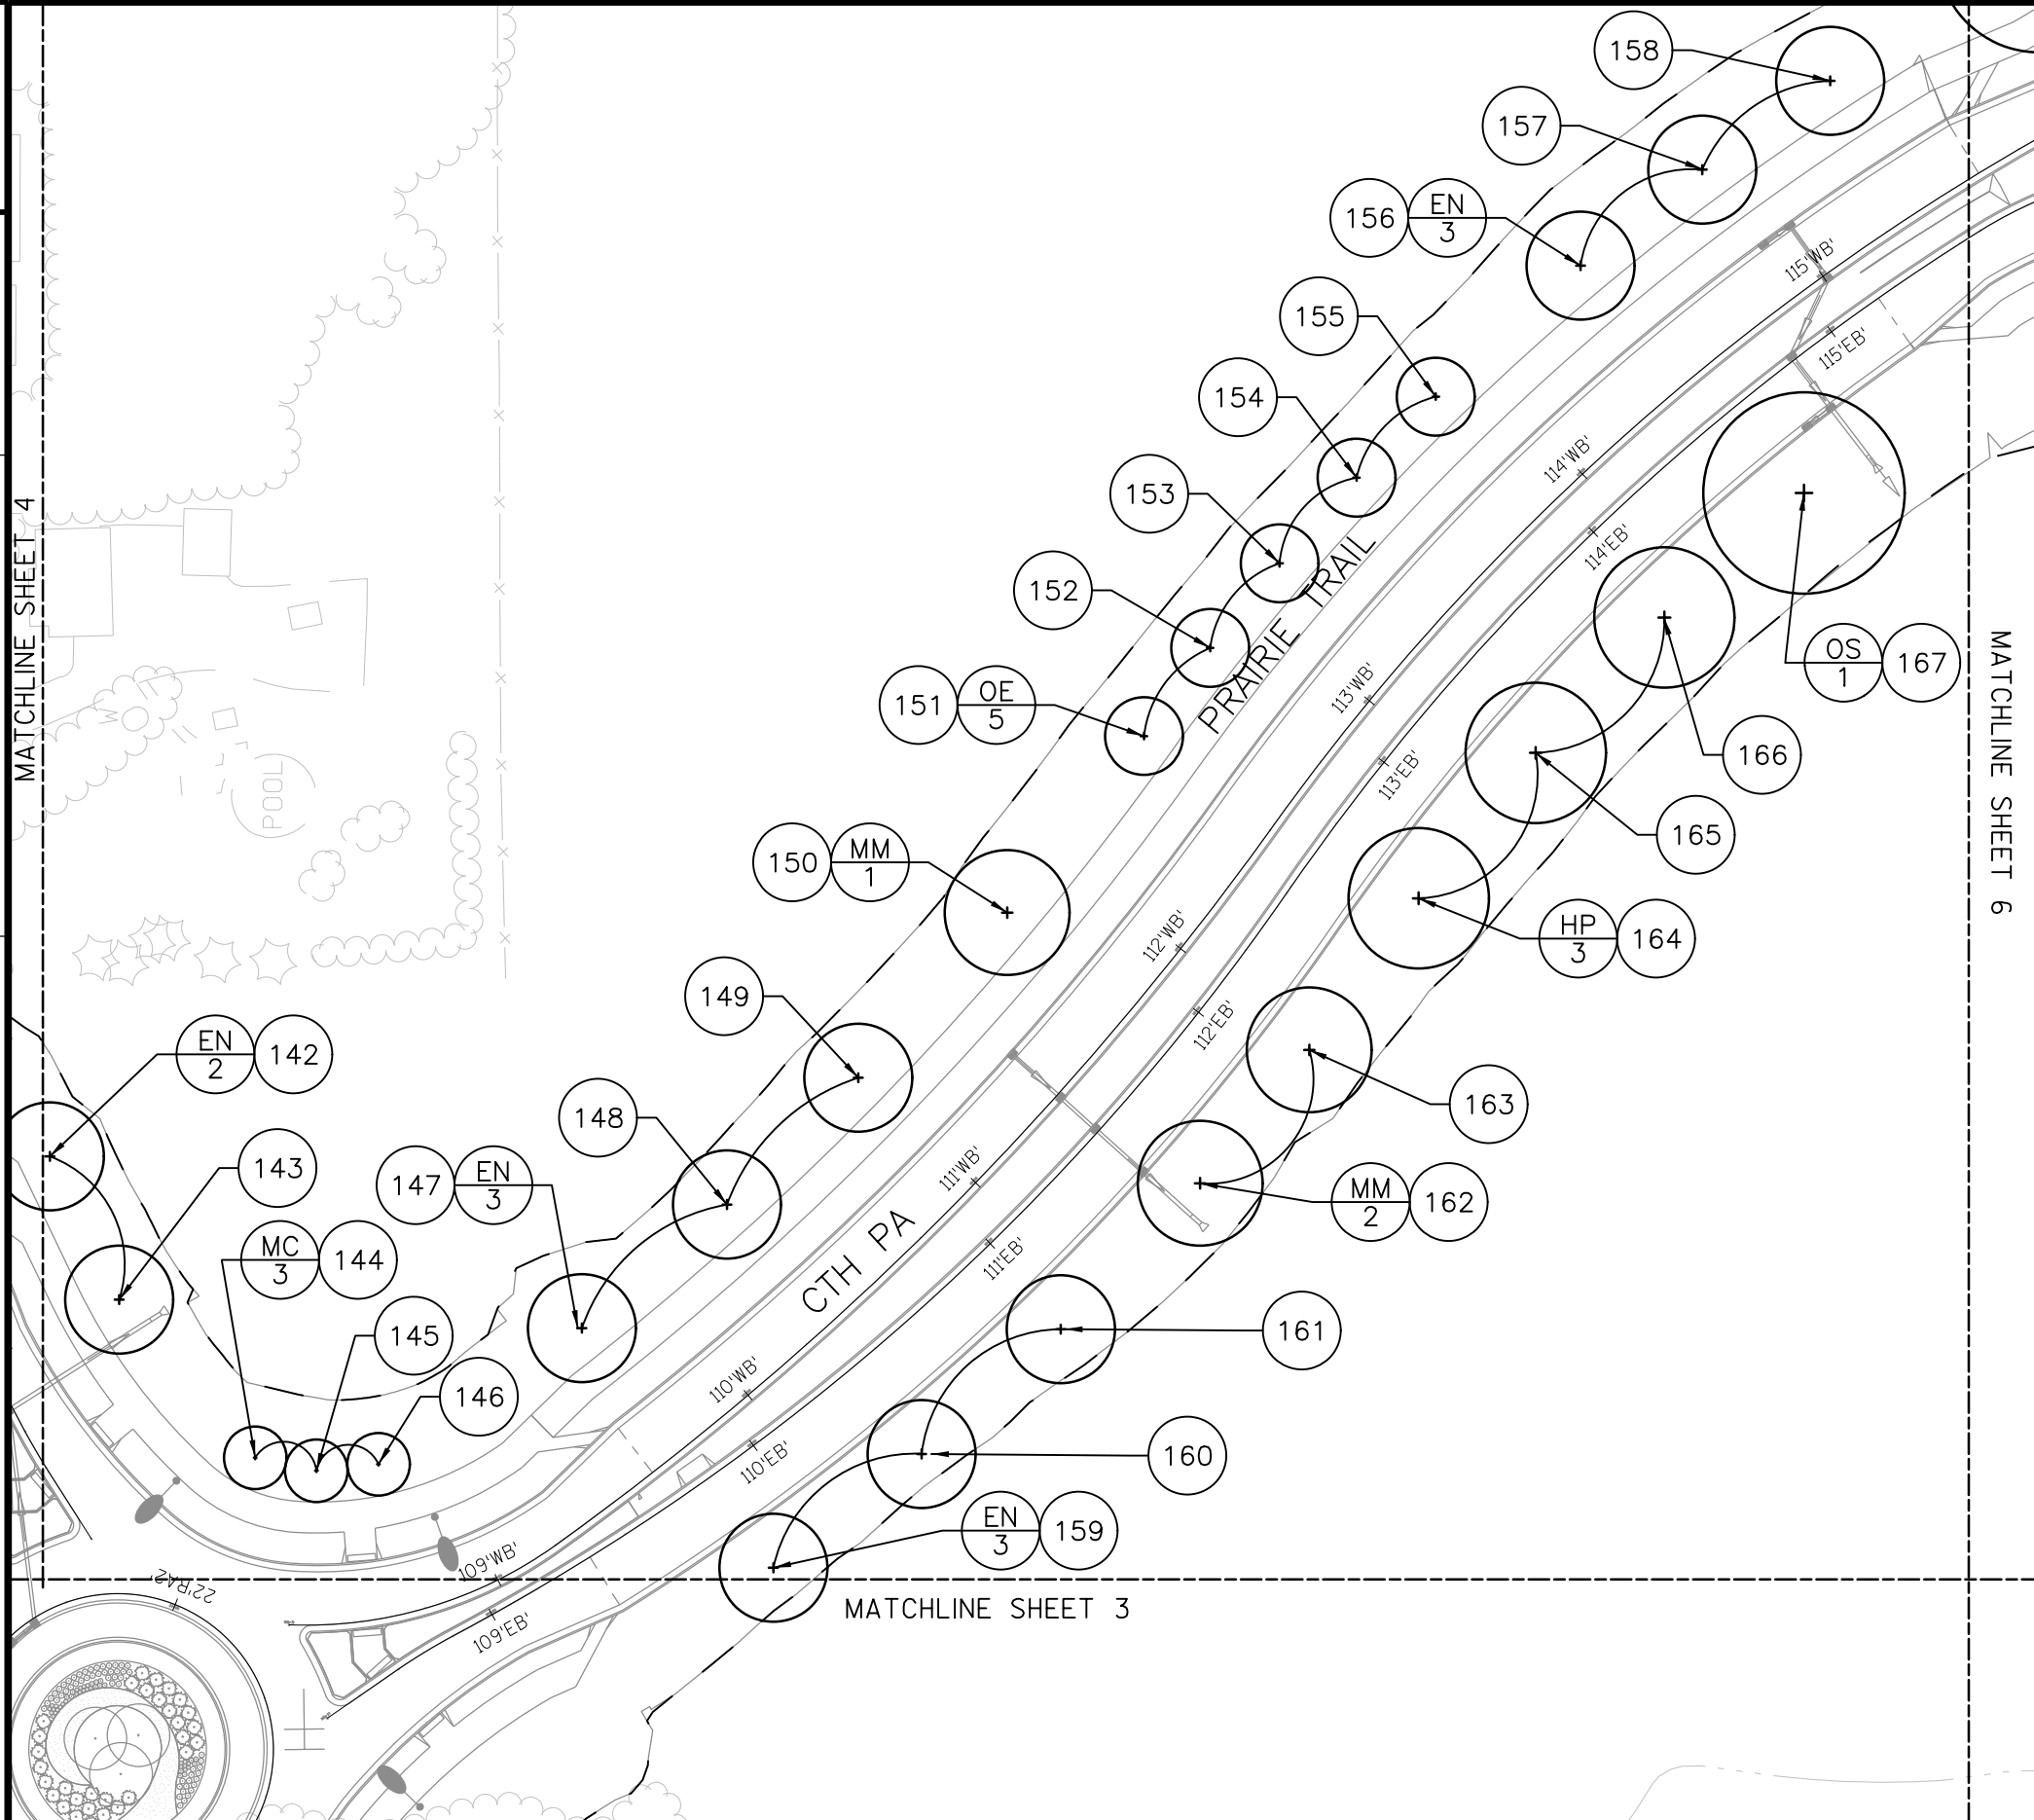 158
157
156
EN
3
115'WB'
155
115'EB'
154
114'WB'
153
114'EB'
MATCHLINE SHEET 4
PRAIRIE TRAIL
152
OS
1
167
MATCHLINE SHEET 6
151
OE
5
113'WB'
166
113'EB'
POOL
165
150
MM
1
112'WB'
HP
3
164
149
112'EB'
EN
2
142
163
148
143
147
EN
3
111'WB'
MM
2
162
MC
3
144
CTH PA
111'EB'
145
161
146
110'WB'
110'EB'
160
EN
3
159
109'WB'
22'RA2'
MATCHLINE SHEET 3
109'EB'